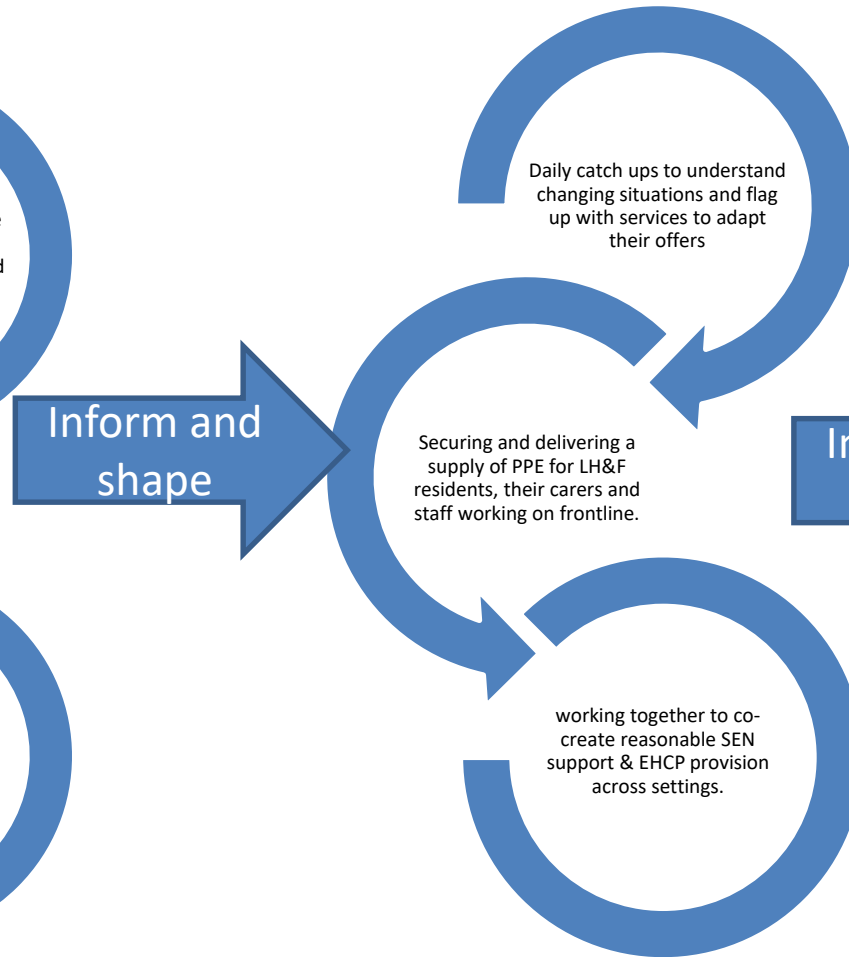 Daily catch ups to understand
changing situations and flag
up with services to adapt
their offers
Inform and
shape
Securing and delivering a
supply of PPE for LH&F
residents, their carers and
staff working on frontline.
working together to co-
create reasonable SEN
support & EHCP provision
across settings.